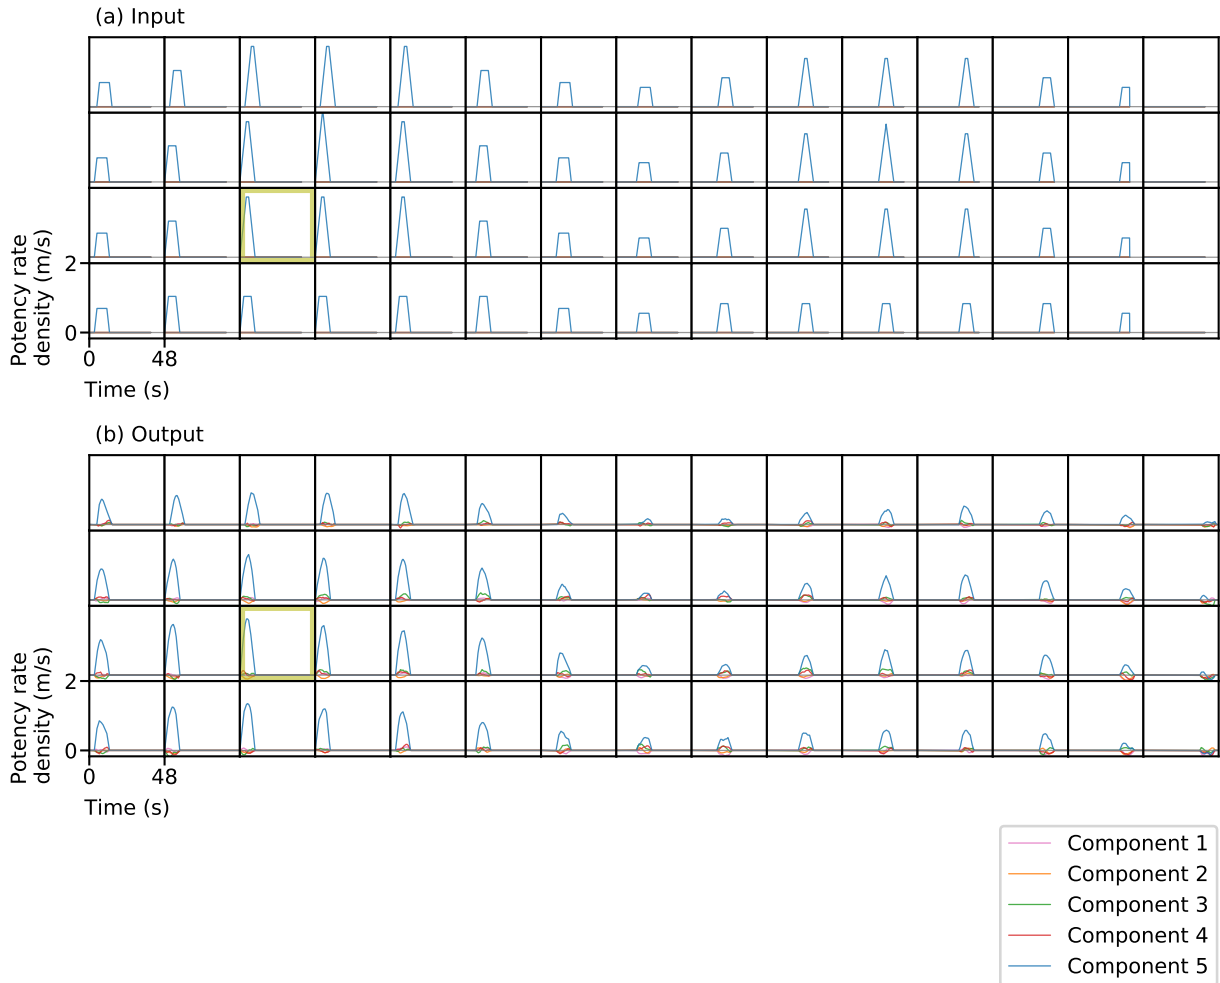 (a) Input
Potency rate
density (m/s)
2
0
0
48
Time (s)
(b) Output
Potency rate
density (m/s)
2
0
0
48
Time (s)
Component 1
Component 2
Component 3
Component 4
Component 5